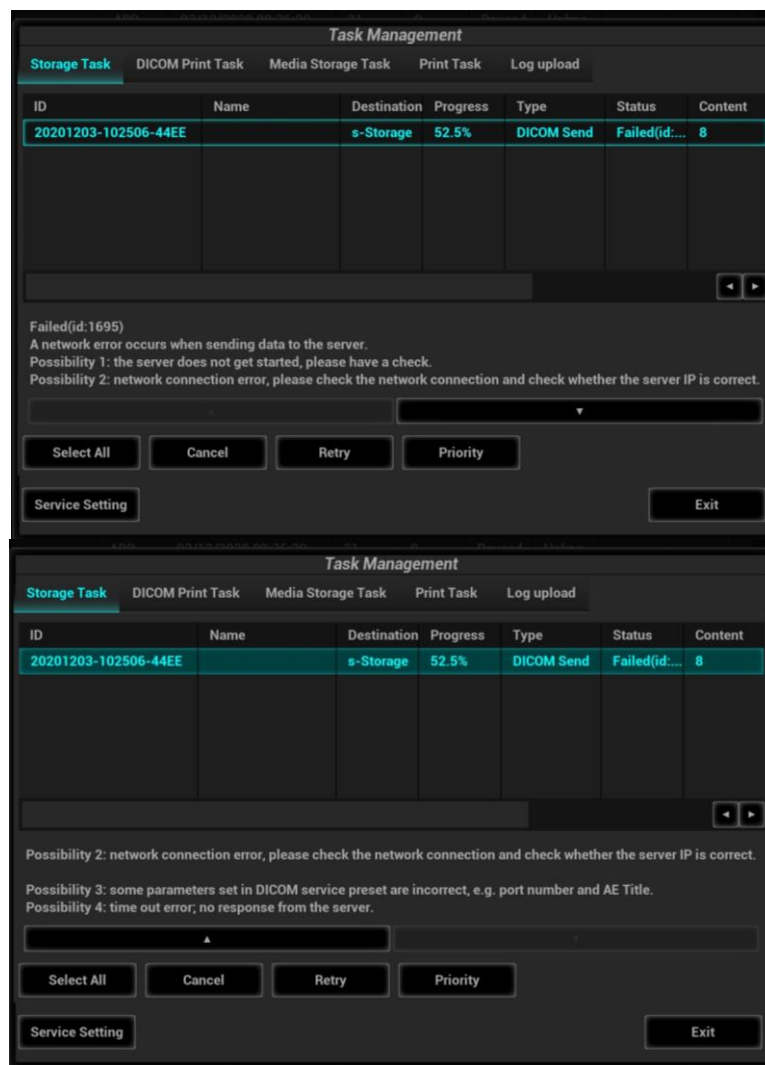 Task Management
Storage Task DICOM Print Task Media Storage Task Print Task Log upload
ID Name Destination Progress Type Status Content
20201203-102506-44EE s-Storage 52.5% DICOM Send Failed(id:... 8
Failed(id:1695)
A network error occurs when sending data to the server.
Possibility 1: the server does not get started, please have a check.
Possibility 2: network connection error, please check the network connection and check whether the server IP is correct.
Select All Cancel Retry Priority
Service Setting Exit
Task Management
Storage Task DICOM Print Task Media Storage Task Print Task Log upload
ID Name Destination Progress Type Status Content
20201203-102506-44EE s-Storage 52.5% DICOM Send Failed(id:... 8
Possibility 2: network connection error, please check the network connection and check whether the server IP is correct.
Possibility 3: some parameters set in DICOM service preset are incorrect, e.g. port number and AE Title.
Possibility 4: time out error; no response from the server.
Select All Cancel Retry Priority
Service Setting Exit